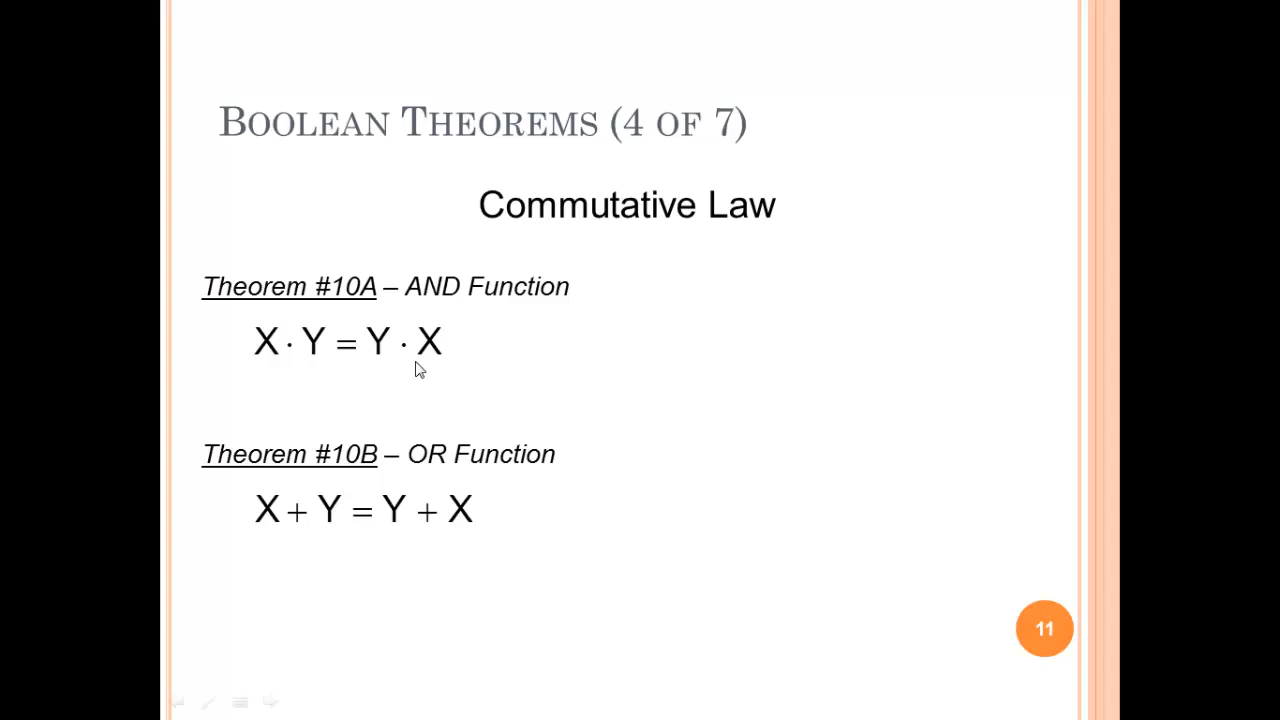 BOOLEAN THEOREMS (4 OF 7)
Commutative Law
Theorem #10A – AND Function
X · Y = Y · X
Theorem #10B – OR Function
X + Y = Y + X
11